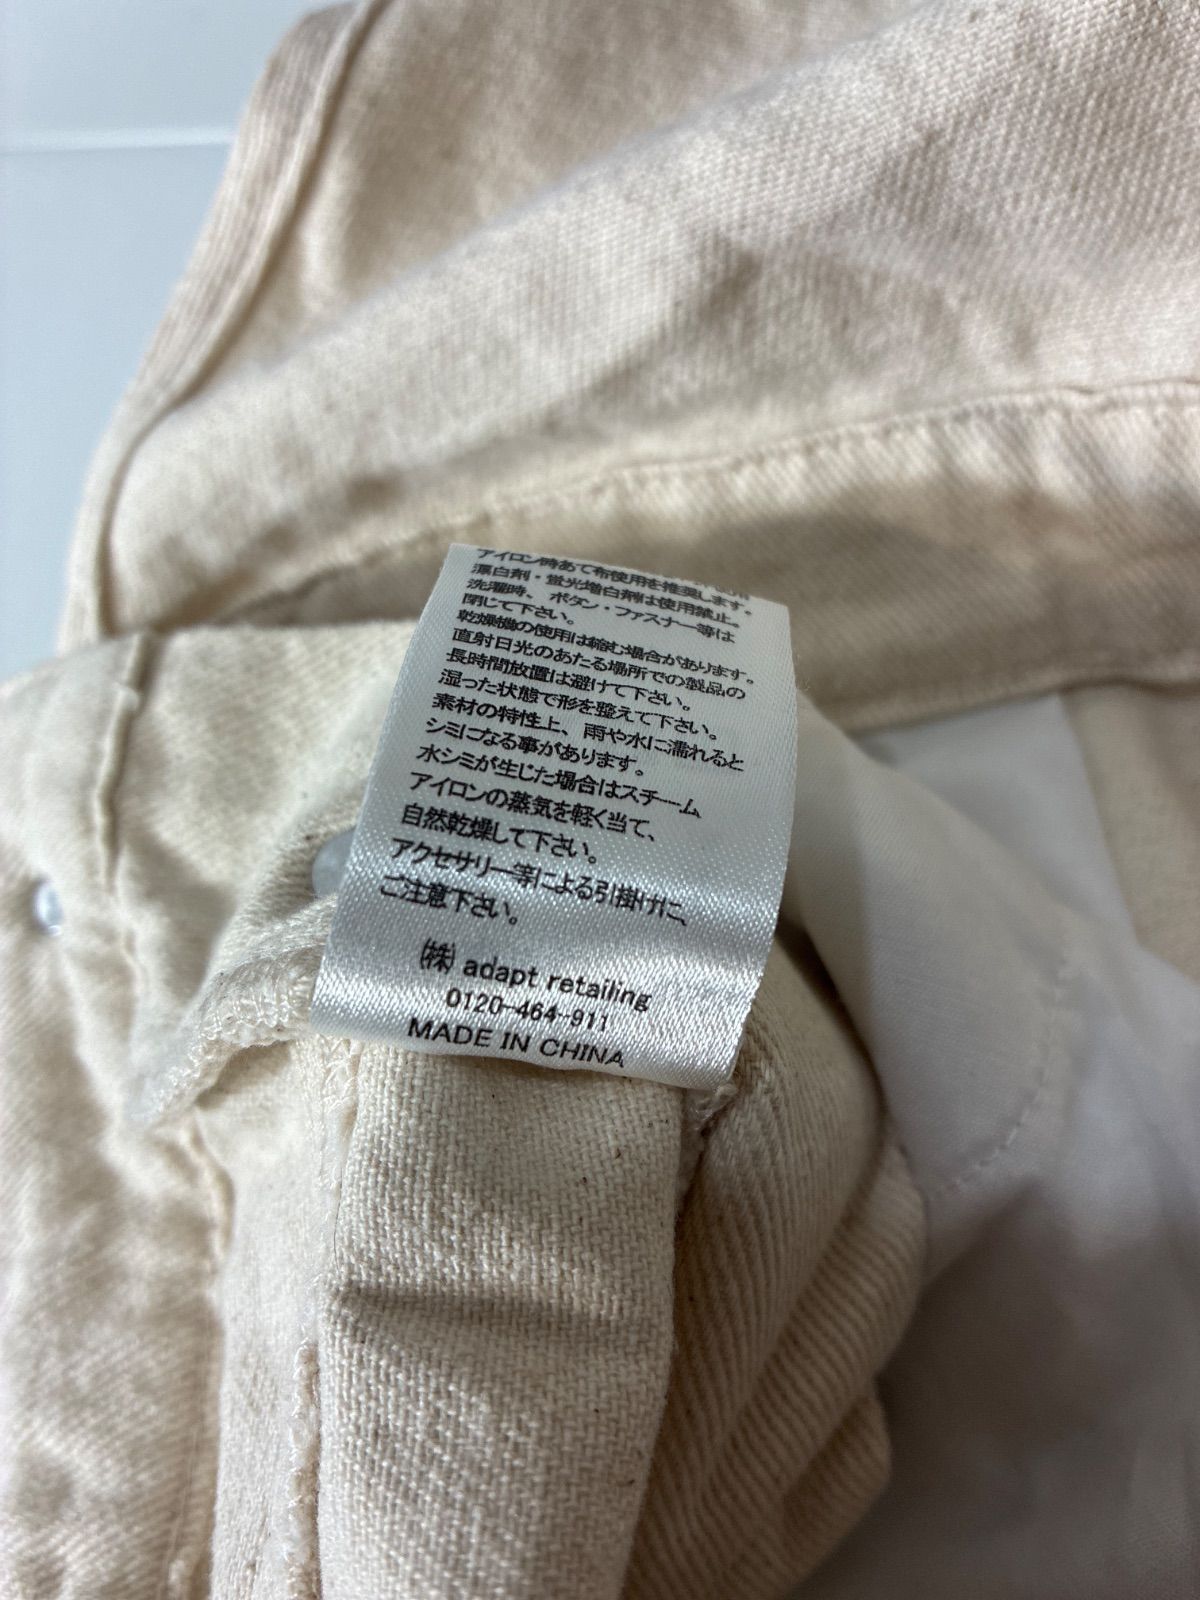 アイロン時あて布使用を推奨します。
漂白剤・蛍光増白剤は使用禁止。
洗濯時、ボタン・ファスナー等は
閉じて下さい。
乾燥機の使用は縮む場合があります。
直射日光のあたる場所での製品の
長時間放置は避けて下さい。
湿った状態で形を整えて下さい。
素材の特性上、雨や水に濡れると
シミになる事があります。
水シミが生じた場合はスチーム
アイロンの蒸気を軽く当て、
自然乾燥して下さい。
アクセサリー等による引掛けに、
ご注意下さい。
㈱ adapt retailing
0120-464-911
MADE IN CHINA